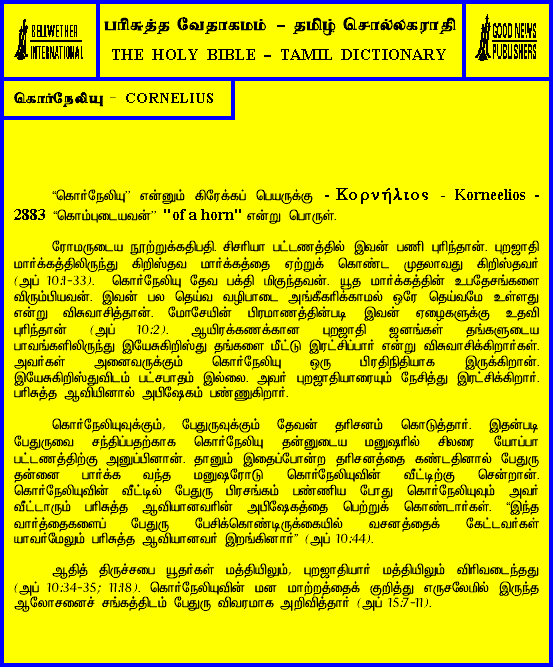 BELLWETHER
INTERNATIONAL
பரிசுத்த வேதாகமம் – தமிழ் சொல்லகராதி
THE HOLY BIBLE – TAMIL DICTIONARY
GOOD NEWS
PUBLISHERS
கொர்நேலியு – CORNELIUS
“கொர்நேலியு” என்னும் கிரேக்கப் பெயருக்கு - Κορνήλιος - Korneelios -
2883 “கொம்புடையவன்” "of a horn" என்று பொருள்.
ரோமருடைய நூற்றுக்கதிபதி. சிசரியா பட்டணத்தில் இவன் பணி புரிந்தான். புறஜாதி
மார்க்கத்திலிருந்து கிறிஸ்தவ மார்க்கத்தை ஏற்றுக் கொண்ட முதலாவது கிறிஸ்தவர்
(அப் 10:1-33). கொர்நேலியு தேவ பக்தி மிகுந்தவன். யூத மார்க்கத்தின் உபதேசங்களை
விரும்பியவன். இவன் பல தெய்வ வழிபாடை அங்கீகரிக்காமல் ஒரே தெய்வமே உள்ளது
என்று விசுவாசித்தான். மோசேயின் பிரமாணத்தின்படி இவன் ஏழைகளுக்கு உதவி
புரிந்தான் (அப் 10:2). ஆயிரக்கணக்கான புறஜாதி ஜனங்கள் தங்களுடைய
பாவங்களிலிருந்து இயேசுகிறிஸ்து தங்களை மீட்டு இரட்சிப்பார் என்று விசுவாசிக்கிறார்கள்.
அவர்கள் அனைவருக்கும் கொர்நேலியு ஒரு பிரதிநிதியாக இருக்கிறான்.
இயேசுகிறிஸ்துவிடம் பட்சபாதம் இல்லை. அவர் புறஜாதியாரையும் நேசித்து இரட்சிக்கிறார்.
பரிசுத்த ஆவியினால் அபிஷேகம் பண்ணுகிறார்.
கொர்நேலியுவுக்கும், பேதுருவுக்கும் தேவன் தரிசனம் கொடுத்தார். இதன்படி
பேதுருவை சந்திப்பதற்காக கொர்நேலியு தன்னுடைய மனுஷரில் சிலரை யோப்பா
பட்டணத்திற்கு அனுப்பினான். தானும் இதைப்போன்ற தரிசனத்தை கண்டதினால் பேதுரு
தன்னை பார்க்க வந்த மனுஷரோடு கொர்நேலியுவின் வீட்டிற்கு சென்றான்.
கொர்நேலியுவின் வீட்டில் பேதுரு பிரசங்கம் பண்ணிய போது கொர்நேலியுவும் அவர்
வீட்டாரும் பரிசுத்த ஆவியானவரின் அபிஷேகத்தை பெற்றுக் கொண்டார்கள். “இந்த
வார்த்தைகளைப் பேதுரு பேசிக்கொண்டிருக்கையில் வசனத்தைக் கேட்டவர்கள்
யாவர்மேலும் பரிசுத்த ஆவியானவர் இறங்கினார்” (அப் 10:44).
ஆதித் திருச்சபை யூதர்கள் மத்தியிலும், புறஜாதியார் மத்தியிலும் விரிவடைந்தது
(அப் 10:34-35; 11:18). கொர்நேலியுவின் மன மாற்றத்தைக் குறித்து எருசலேமில் இருந்த
ஆலோசனைச் சங்கத்திடம் பேதுரு விவரமாக அறிவித்தார் (அப் 15:7-11).